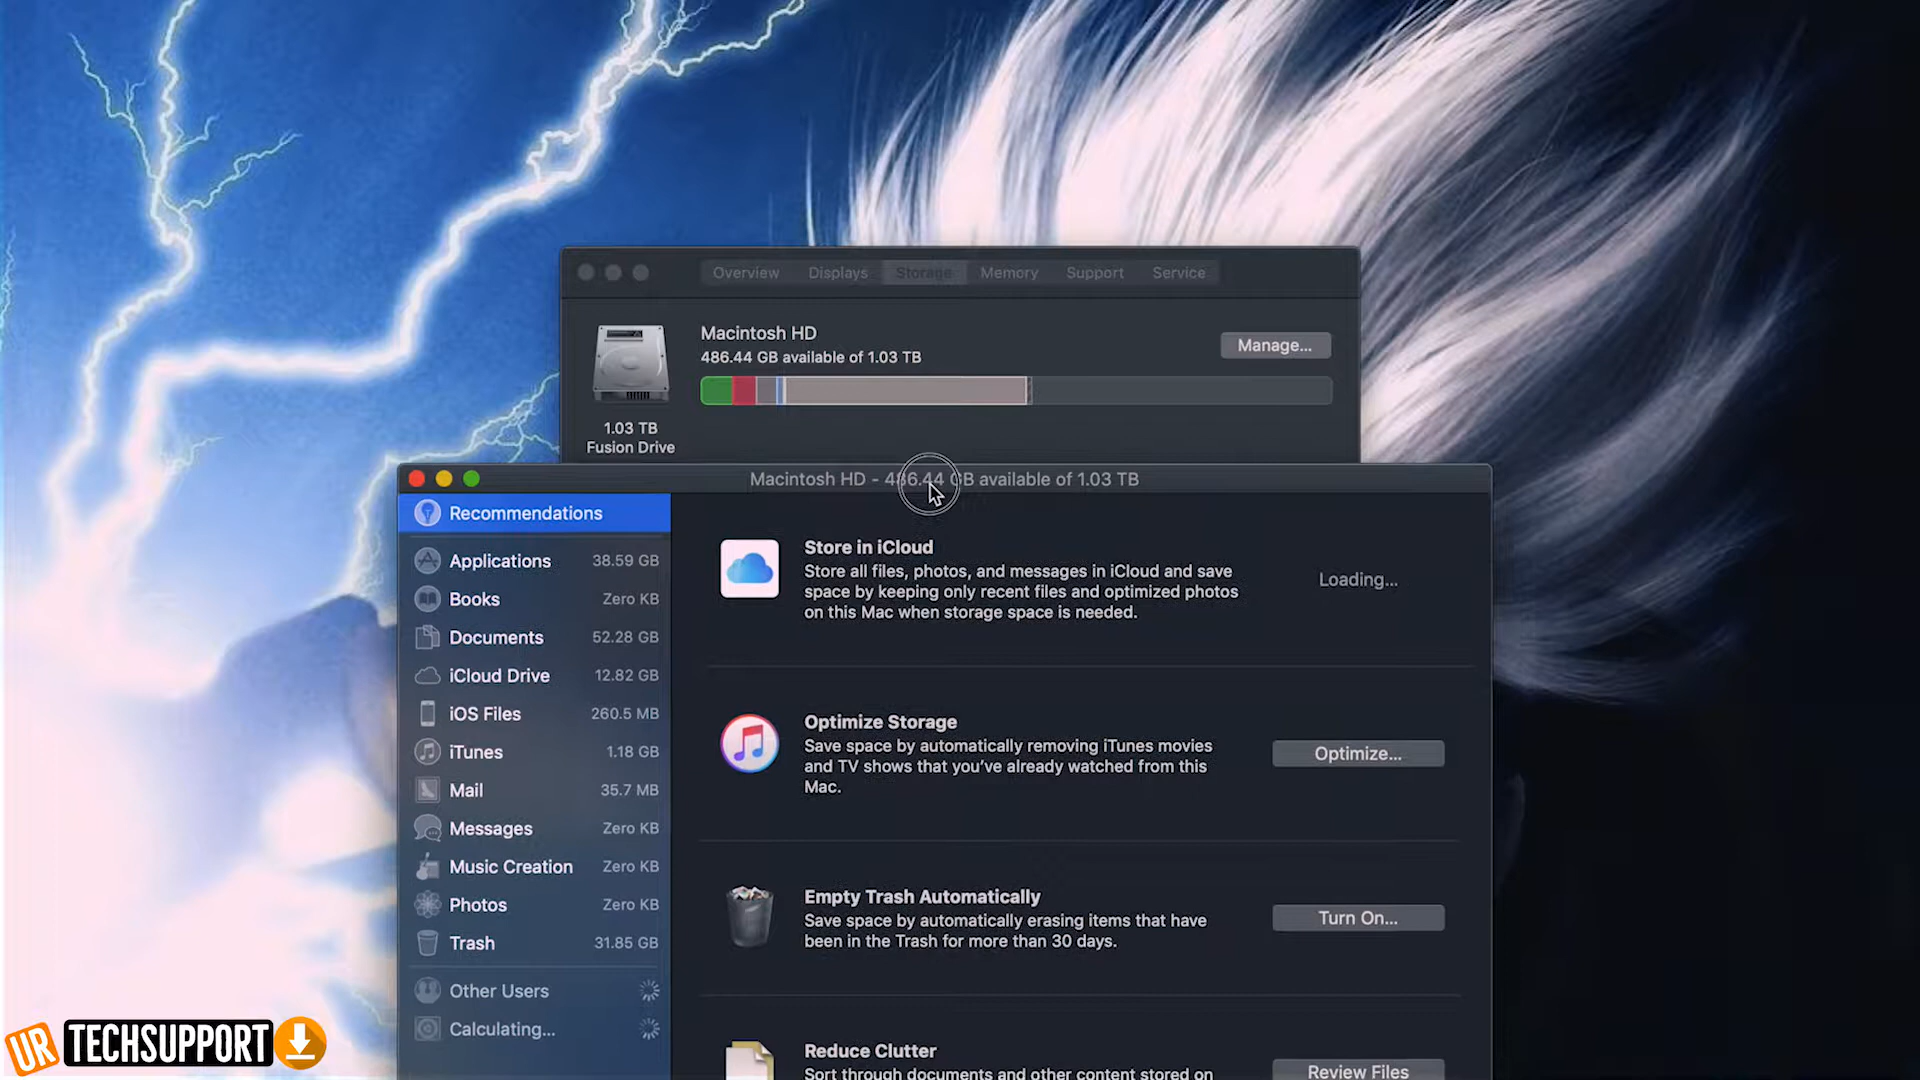 Overview Displays Storage Memory Support Service
Macintosh HD
486.44 GB available of 1.03 TB
Manage...
1.03 TB
Fusion Drive
Macintosh HD - 486.44 GB available of 1.03 TB
Recommendations
Applications 38.59 GB
Books Zero KB
Documents 52.28 GB
iCloud Drive 12.82 GB
iOS Files 260.5 MB
iTunes 1.18 GB
Mail 35.7 MB
Messages Zero KB
Music Creation Zero KB
Photos Zero KB
Trash 31.85 GB
Other Users
Calculating...
Store in iCloud
Store all files, photos, and messages in iCloud and save
space by keeping only recent files and optimized photos
on this Mac when storage space is needed.
Loading...
Optimize Storage
Save space by automatically removing iTunes movies
and TV shows that you've already watched from this
Mac.
Optimize...
Empty Trash Automatically
Save space by automatically erasing items that have
been in the Trash for more than 30 days.
Turn On...
Reduce Clutter
Sort through documents and other content stored on
Review Files
UR TECHSUPPORT